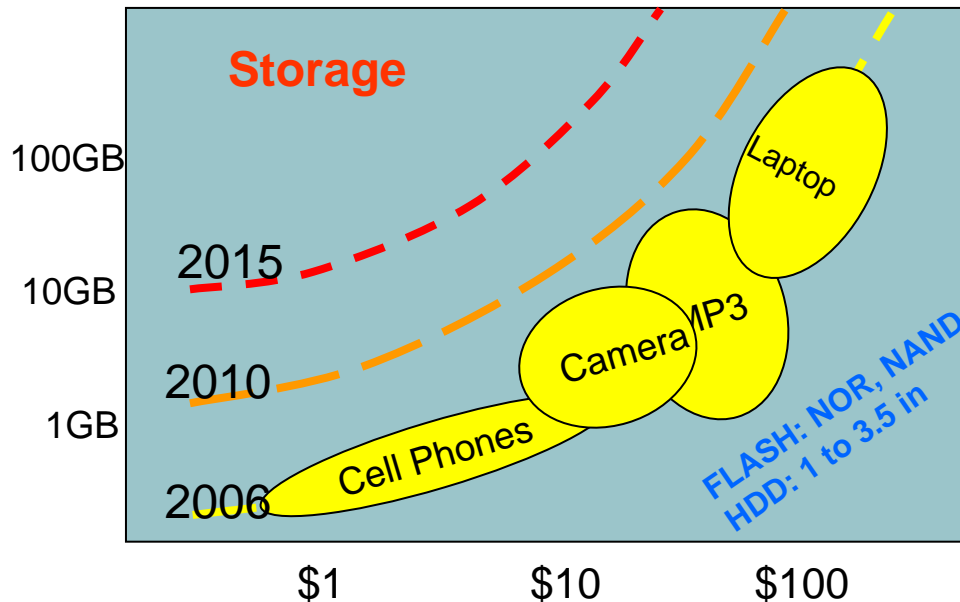 Storage
100GB
Laptop
2015
10GB
MP3
Camera
2010
1GB
FLASH: NOR, NAND
HDD: 1 to 3.5 in
Cell Phones
2006
$1 $10 $100